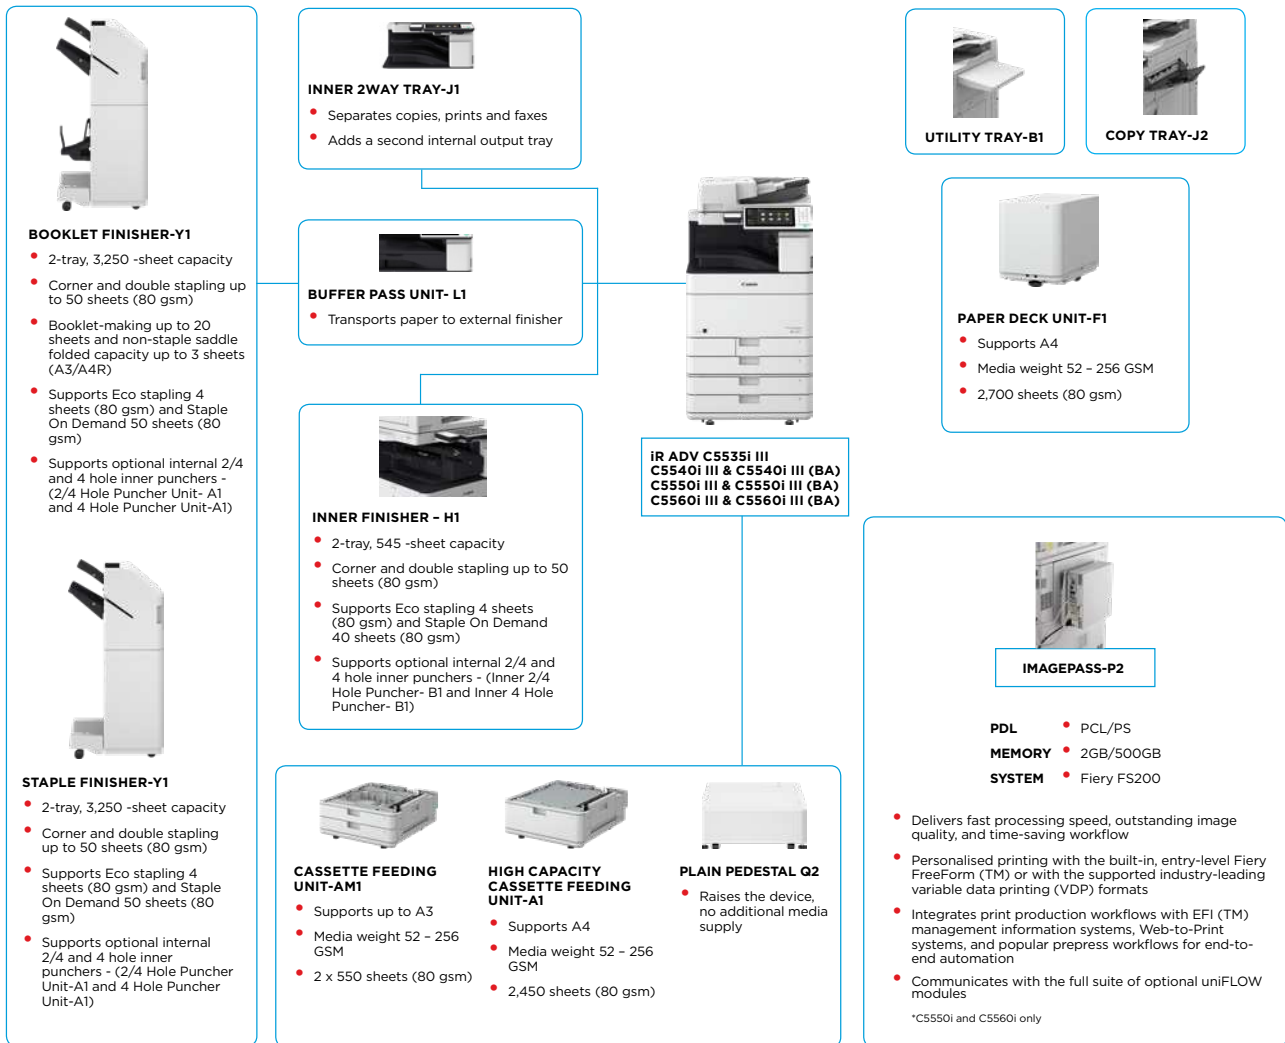 BOOKLET FINISHER-Y1
2-tray, 3,250 -sheet capacity
Corner and double stapling up
to 50 sheets (80 gsm)
Booklet-making up to 20
sheets and non-staple saddle
folded capacity up to 3 sheets
(A3/A4R)
Supports Eco stapling 4
sheets (80 gsm) and Staple
On Demand 50 sheets (80
gsm)
Supports optional internal 2/4
and 4 hole inner punchers -
(2/4 Hole Puncher Unit- A1
and 4 Hole Puncher Unit-A1)
STAPLE FINISHER-Y1
2-tray, 3,250 -sheet capacity
Corner and double stapling
up to 50 sheets (80 gsm)
Supports Eco stapling 4
sheets (80 gsm) and Staple
On Demand 50 sheets (80
gsm)
Supports optional internal
2/4 and 4 hole inner
punchers - (2/4 Hole Puncher
Unit-A1 and 4 Hole Puncher
Unit-A1)
INNER 2WAY TRAY-J1
Separates copies, prints and faxes
Adds a second internal output tray
BUFFER PASS UNIT- L1
Transports paper to external finisher
INNER FINISHER – H1
2-tray, 545 -sheet capacity
Corner and double stapling up to 50
sheets (80 gsm)
Supports Eco stapling 4 sheets
(80 gsm) and Staple On Demand
40 sheets (80 gsm)
Supports optional internal 2/4 and
4 hole inner punchers - (Inner 2/4
Hole Puncher- B1 and Inner 4 Hole
Puncher- B1)
Canon
iR ADV C5535i III
C5540i III & C5540i III (BA)
C5550i III & C5550i III (BA)
C5560i III & C5560i III (BA)
CASSETTE FEEDING
UNIT-AM1
Supports up to A3
Media weight 52 – 256
GSM
2 x 550 sheets (80 gsm)
HIGH CAPACITY
CASSETTE FEEDING
UNIT-A1
Supports A4
Media weight 52 – 256
GSM
2,450 sheets (80 gsm)
PLAIN PEDESTAL Q2
Raises the device,
no additional media
supply
UTILITY TRAY-B1
COPY TRAY-J2
PAPER DECK UNIT-F1
Supports A4
Media weight 52 – 256 GSM
2,700 sheets (80 gsm)
IMAGEPASS-P2
PDL PCL/PS
MEMORY 2GB/500GB
SYSTEM Fiery FS200
Delivers fast processing speed, outstanding image
quality, and time-saving workflow
Personalised printing with the built-in, entry-level Fiery
FreeForm (TM) or with the supported industry-leading
variable data printing (VDP) formats
Integrates print production workflows with EFI (TM)
management information systems, Web-to-Print
systems, and popular prepress workflows for end-to-
end automation
Communicates with the full suite of optional uniFLOW
modules
*C5550i and C5560i only